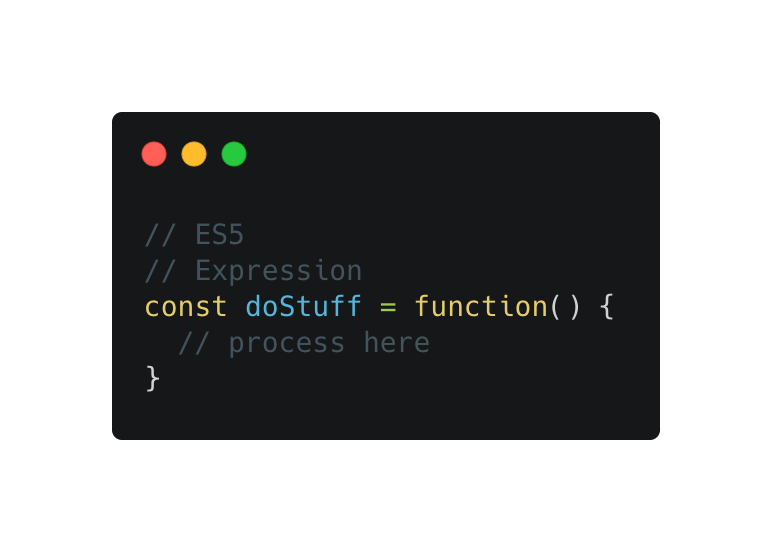 // ES5
// Expression
const doStuff = function() {
  // process here
}